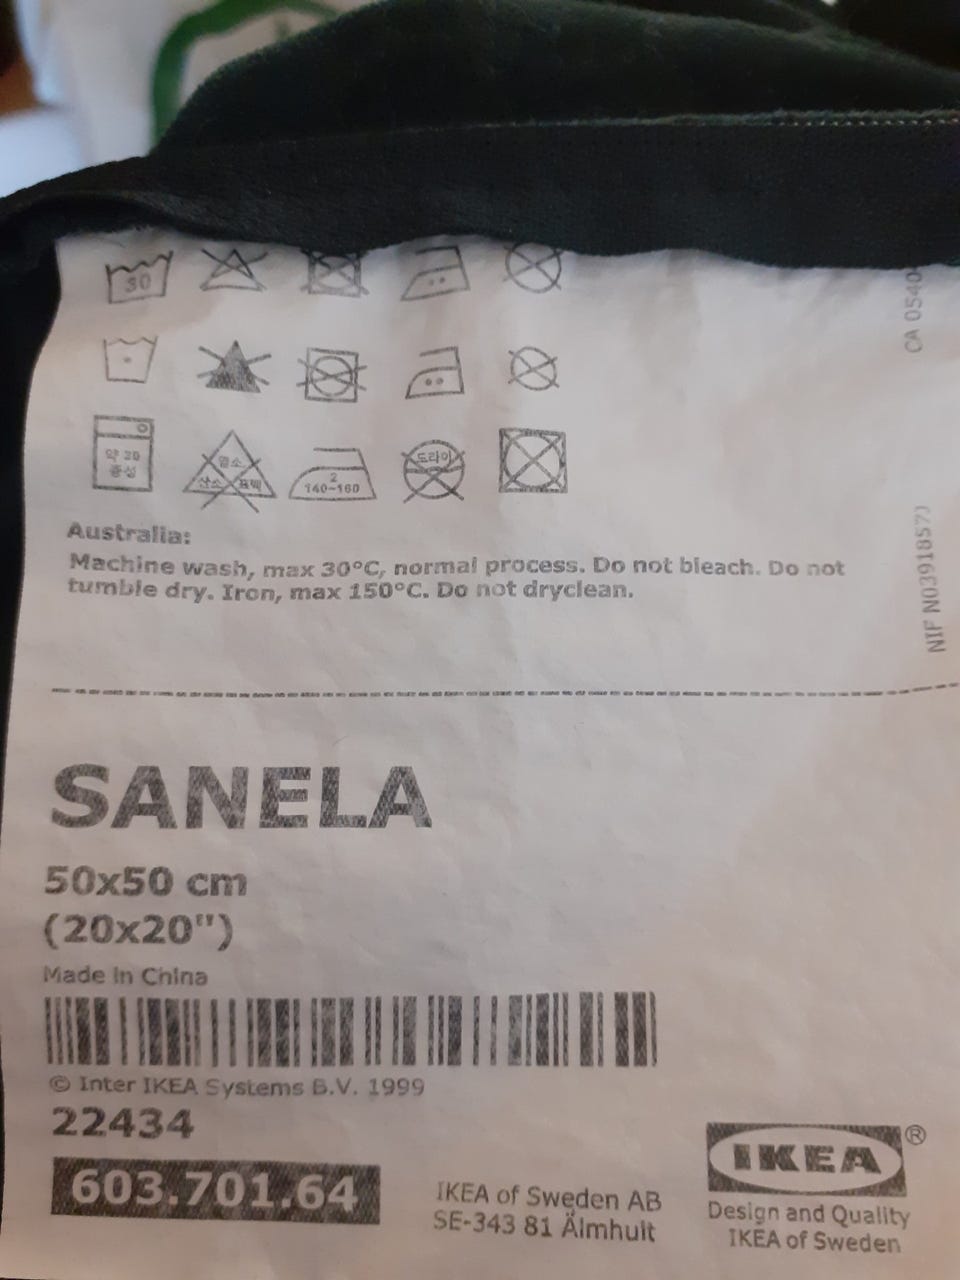 30
약 30
중성
염소
산소 표백
2
140~160
드라이
CA 0540
Australia:
Machine wash, max 30°C, normal process. Do not bleach. Do not
tumble dry. Iron, max 150°C. Do not dryclean.
NIF N0391857J
SANELA
50x50 cm
(20x20")
Made in China
© Inter IKEA Systems B.V. 1999
22434
603.701.64
IKEA of Sweden AB
SE-343 81 Älmhult
IKEA®
Design and Quality
IKEA of Sweden